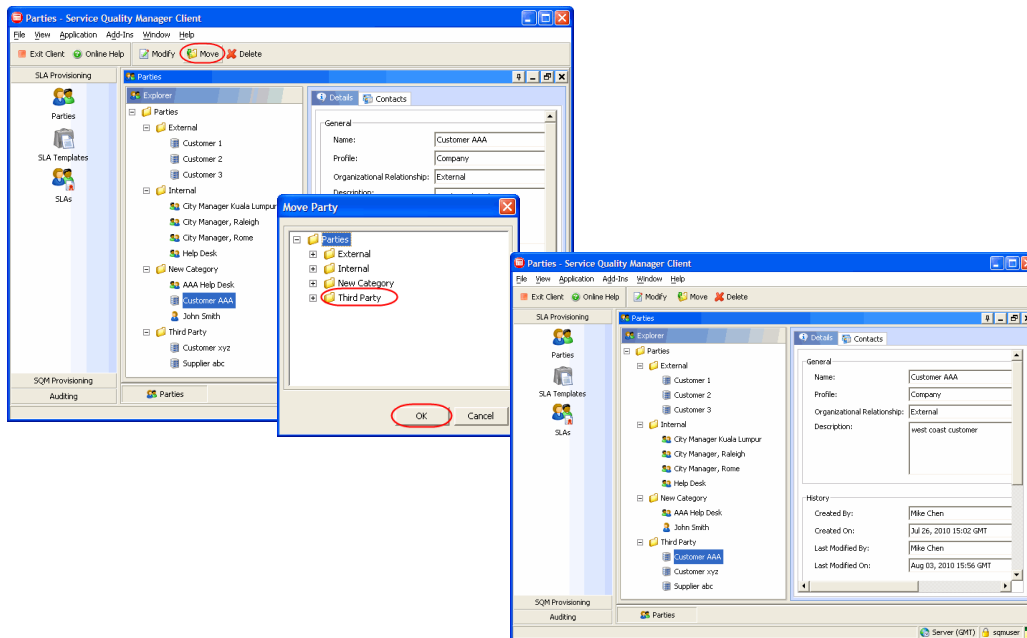 Parties - Service Quality Manager Client
File View Application Add-Ins Window Help
Exit Client Online Help Modify Move Delete
SLA Provisioning
Parties
SLA Templates
SLAs
SQM Provisioning
Auditing
Parties
Explorer
Parties
External
Customer 1
Customer 2
Customer 3
Internal
City Manager Kuala Lumpur
City Manager, Raleigh
City Manager, Rome
Help Desk
New Category
AAA Help Desk
Customer AAA
John Smith
Third Party
Customer xyz
Supplier abc
Parties
Details Contacts
General
Name: Customer AAA
Profile: Company
Organizational Relationship: External
Description:
Move Party
Parties
External
Internal
New Category
Third Party
OK Cancel
Parties - Service Quality Manager Client
File View Application Add-Ins Window Help
Exit Client Online Help Modify Move Delete
SLA Provisioning
Parties
SLA Templates
SLAs
SQM Provisioning
Auditing
Parties
Explorer
Parties
External
Customer 1
Customer 2
Customer 3
Internal
City Manager Kuala Lumpur
City Manager, Raleigh
City Manager, Rome
Help Desk
New Category
AAA Help Desk
John Smith
Third Party
Customer AAA
Customer xyz
Supplier abc
Parties
Details Contacts
General
Name: Customer AAA
Profile: Company
Organizational Relationship: External
Description: west coast customer
History
Created By: Mike Chen
Created On: Jul 26, 2010 15:02 GMT
Last Modified By: Mike Chen
Last Modified On: Aug 03, 2010 15:56 GMT
Server (GMT) sqmuser